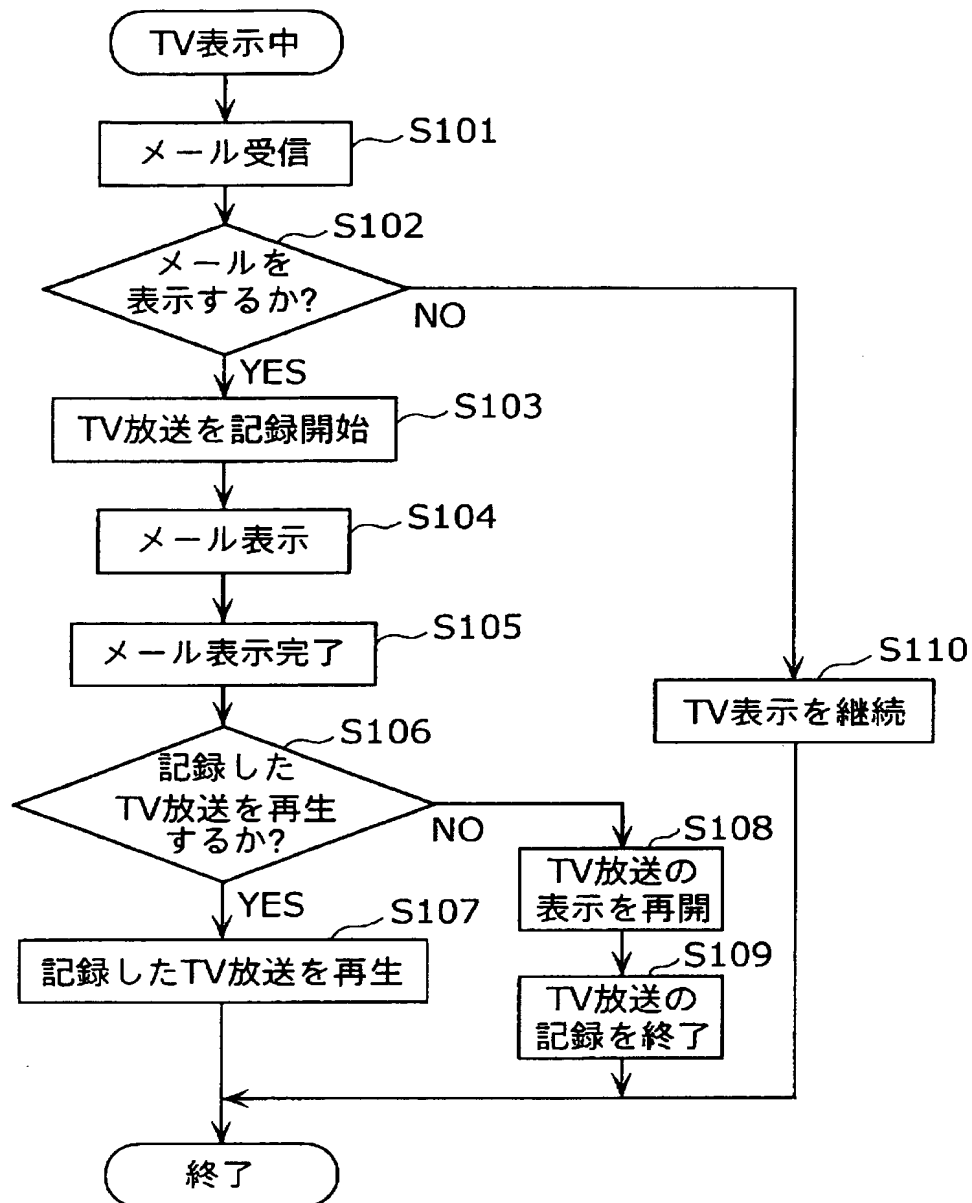 TV表示中
メール受信
S101
メールを
表示するか?
S102
NO
YES
TV放送を記録開始
S103
メール表示
S104
メール表示完了
S105
TV表示を継続
S110
記録した
TV放送を再生
するか?
S106
NO
YES
TV放送の
表示を再開
S108
記録したTV放送を再生
S107
TV放送の
記録を終了
S109
終了